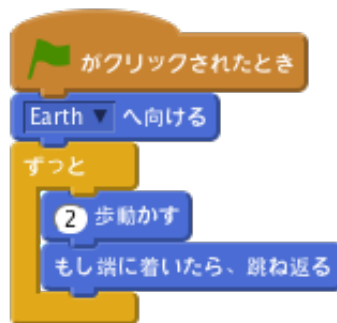 がクリックされたとき
Earth へ向ける
ずっと
2 歩動かす
もし端に着いたら、跳ね返る